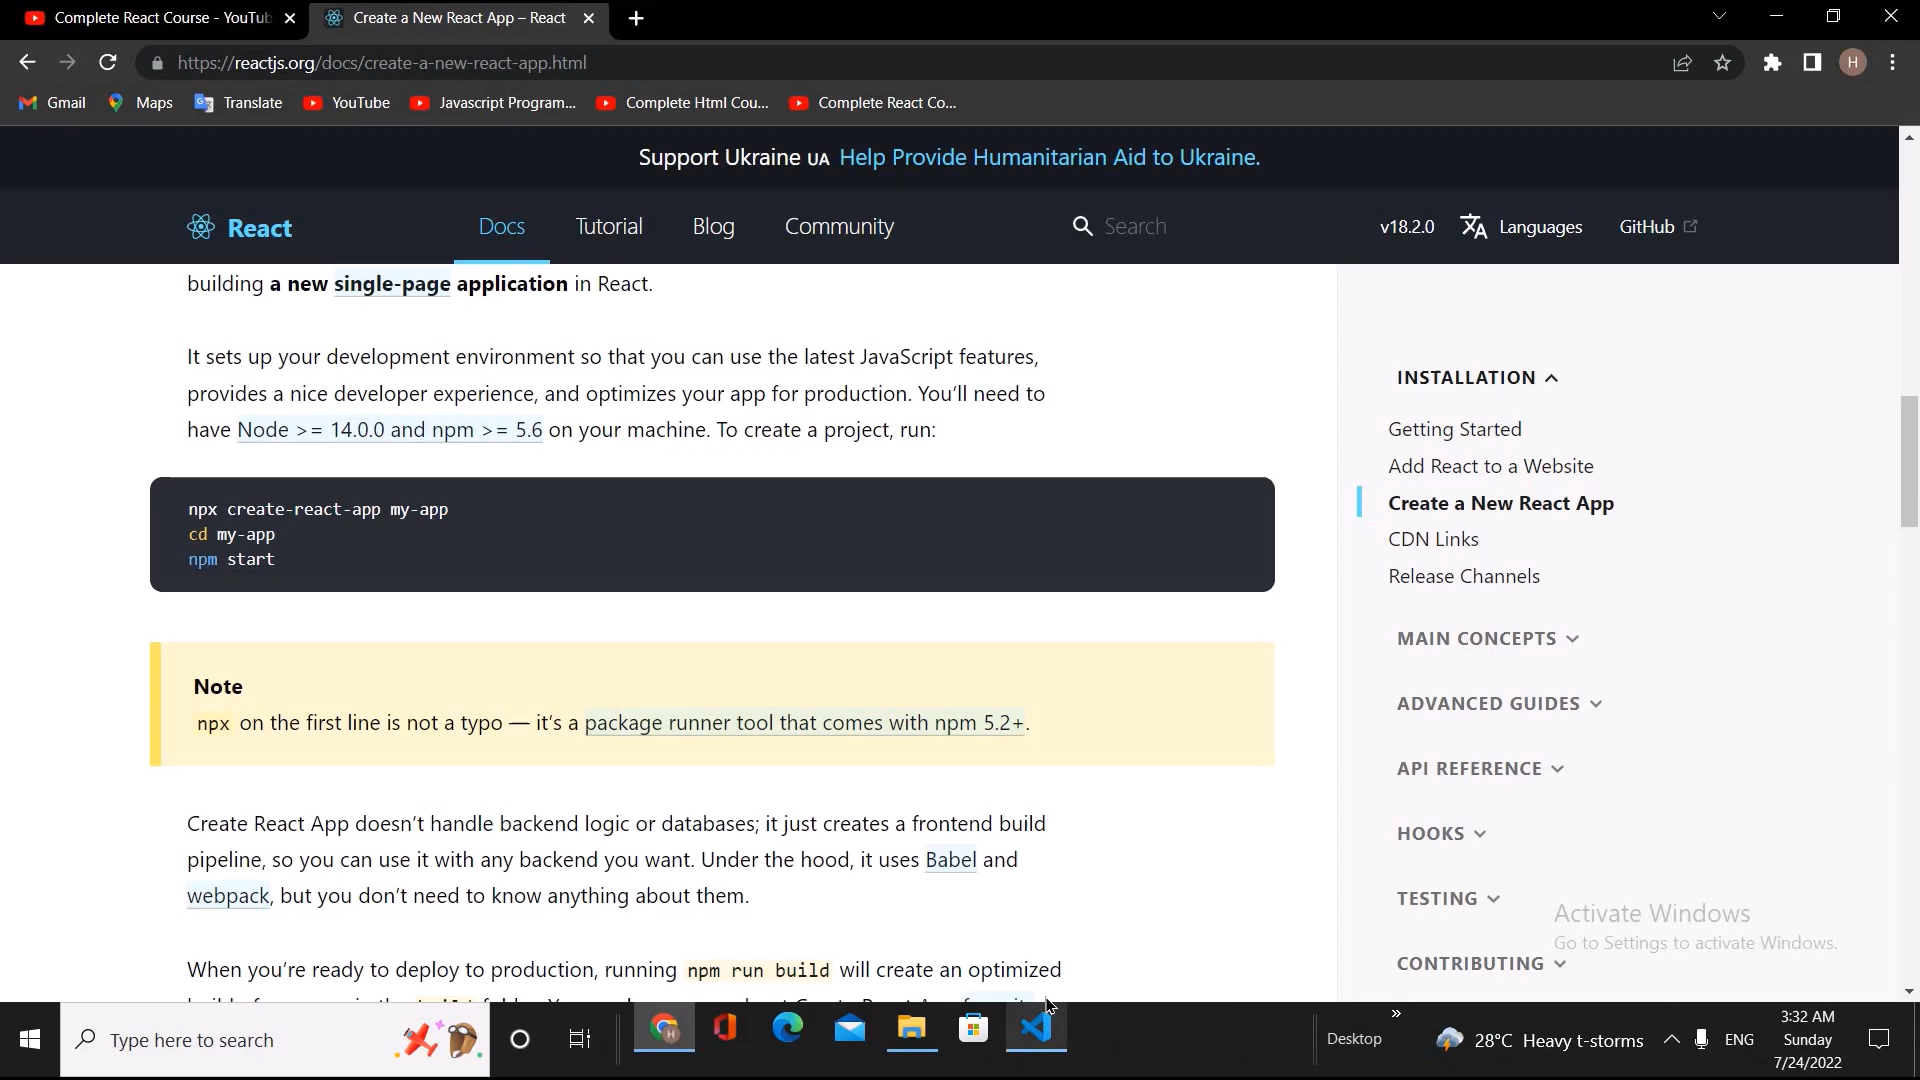 Complete React Course - YouTub
Create a New React App – React
https://reactjs.org/docs/create-a-new-react-app.html
H
Gmail
Maps
Translate
YouTube
Javascript Program...
Complete Html Cou...
Complete React Co...
Support Ukraine UA Help Provide Humanitarian Aid to Ukraine.
React
Docs
Tutorial
Blog
Community
Search
v18.2.0
Languages
GitHub
building a new single-page application in React.
It sets up your development environment so that you can use the latest JavaScript features,
provides a nice developer experience, and optimizes your app for production. You’ll need to
have Node >= 14.0.0 and npm >= 5.6 on your machine. To create a project, run:
npx create-react-app my-app
cd my-app
npm start
Note
npx on the first line is not a typo — it’s a package runner tool that comes with npm 5.2+.
Create React App doesn’t handle backend logic or databases; it just creates a frontend build
pipeline, so you can use it with any backend you want. Under the hood, it uses Babel and
webpack, but you don’t need to know anything about them.
When you’re ready to deploy to production, running npm run build will create an optimized
INSTALLATION
Getting Started
Add React to a Website
Create a New React App
CDN Links
Release Channels
MAIN CONCEPTS
ADVANCED GUIDES
API REFERENCE
HOOKS
TESTING
CONTRIBUTING
Activate Windows
Go to Settings to activate Windows.
Type here to search
Desktop
28°C Heavy t-storms
ENG
3:32 AM
Sunday
7/24/2022